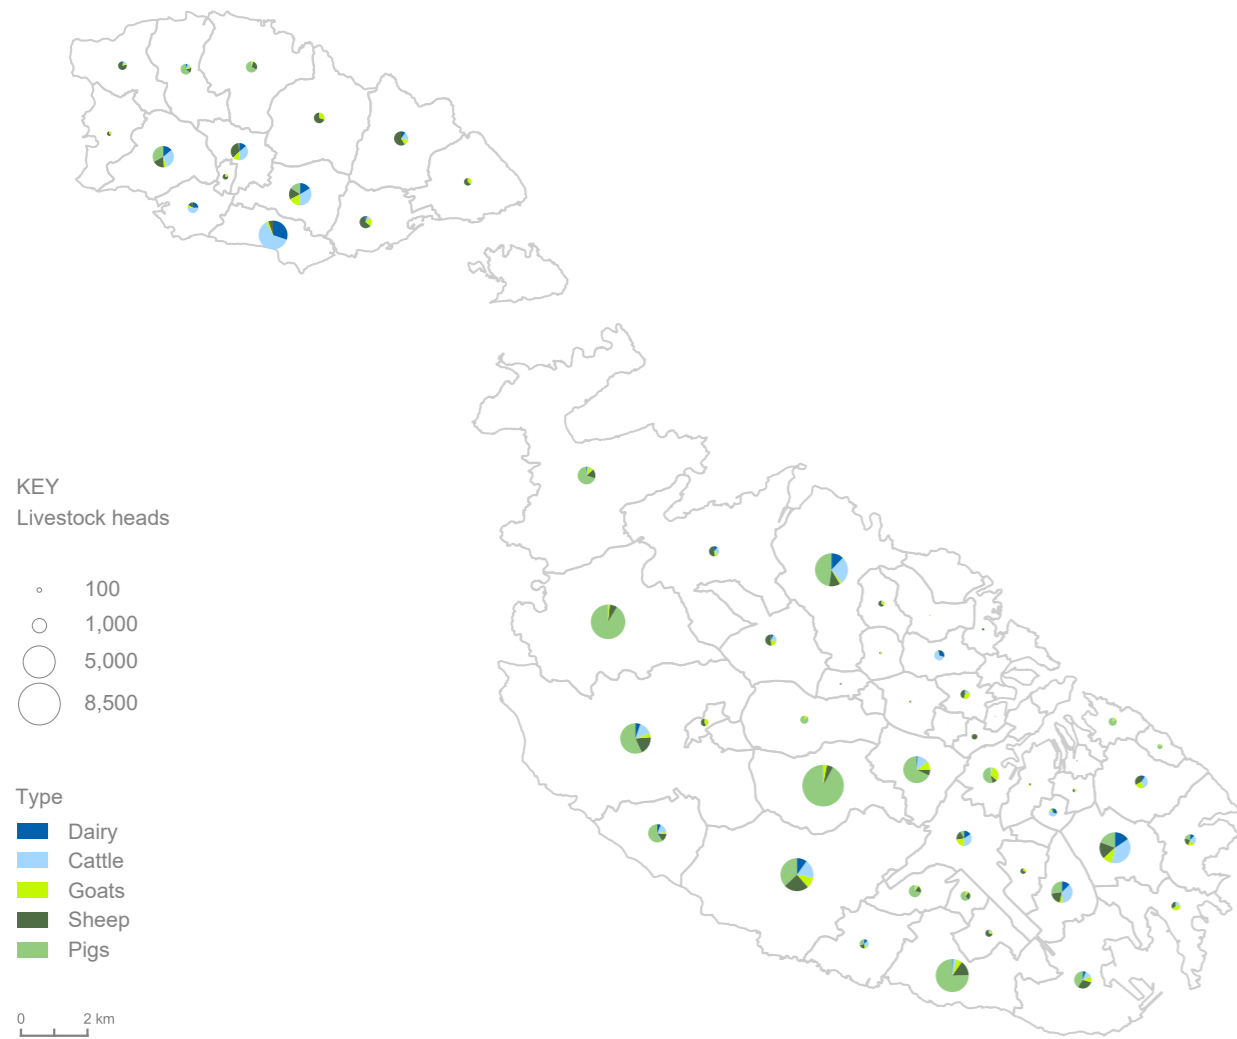 KEY
Livestock heads
100
1,000
5,000
8,500
Type
Dairy
Cattle
Goats
Sheep
Pigs
0 2 km